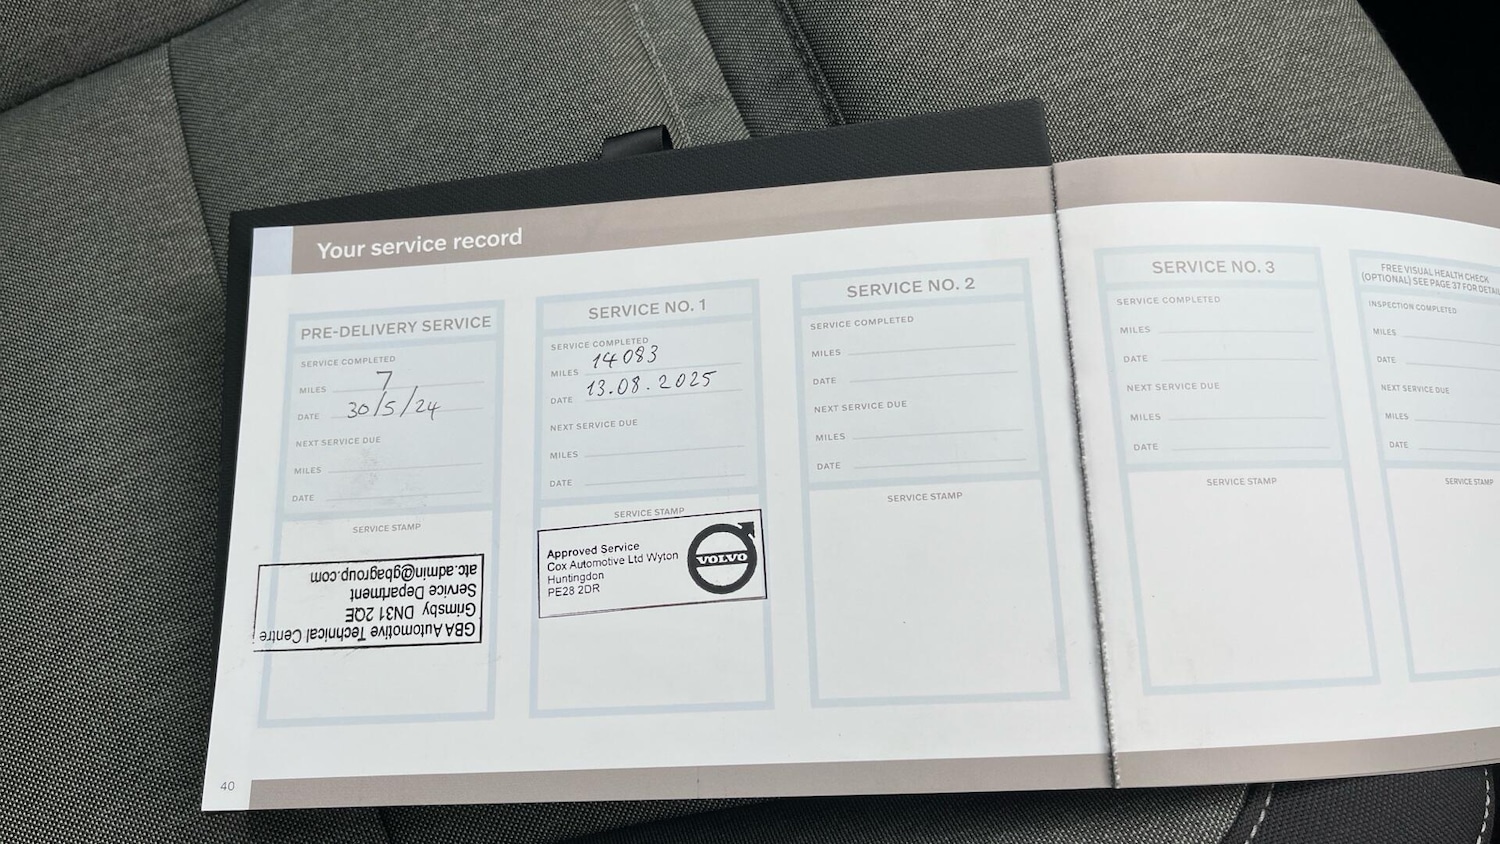 Your service record
PRE-DELIVERY SERVICE
SERVICE COMPLETED
MILES 7
DATE 30/5/24
NEXT SERVICE DUE
MILES
DATE
SERVICE STAMP
GBA Automotive Technical Centre
Grimsby DN31 2QE
Service Department
atc.admin@gbagroup.com
SERVICE NO. 1
SERVICE COMPLETED
MILES 14083
DATE 13.08.2025
NEXT SERVICE DUE
MILES
DATE
SERVICE STAMP
Approved Service
Cox Automotive Ltd Wyton
Huntingdon
PE28 2DR
VOLVO
SERVICE NO. 2
SERVICE COMPLETED
MILES
DATE
NEXT SERVICE DUE
MILES
DATE
SERVICE STAMP
SERVICE NO. 3
SERVICE COMPLETED
MILES
DATE
NEXT SERVICE DUE
MILES
DATE
SERVICE STAMP
FREE VISUAL HEALTH CHECK
(OPTIONAL) SEE PAGE 37 FOR DETAIL
INSPECTION COMPLETED
MILES
DATE
NEXT SERVICE DUE
MILES
DATE
SERVICE STAMP
40